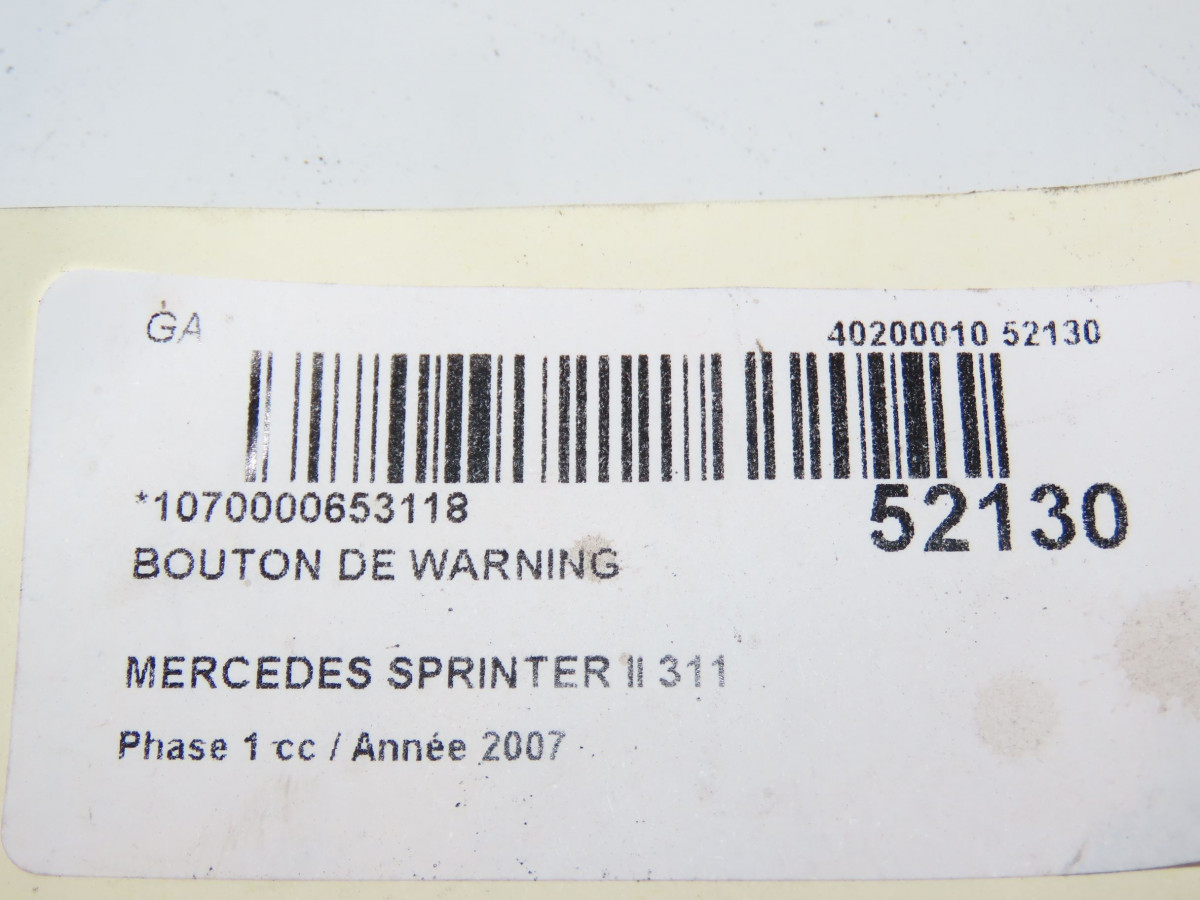 GA 40200010 52130
*1070000653118 52130
BOUTON DE WARNING
MERCEDES SPRINTER II 311
Phase 1 cc / Année 2007